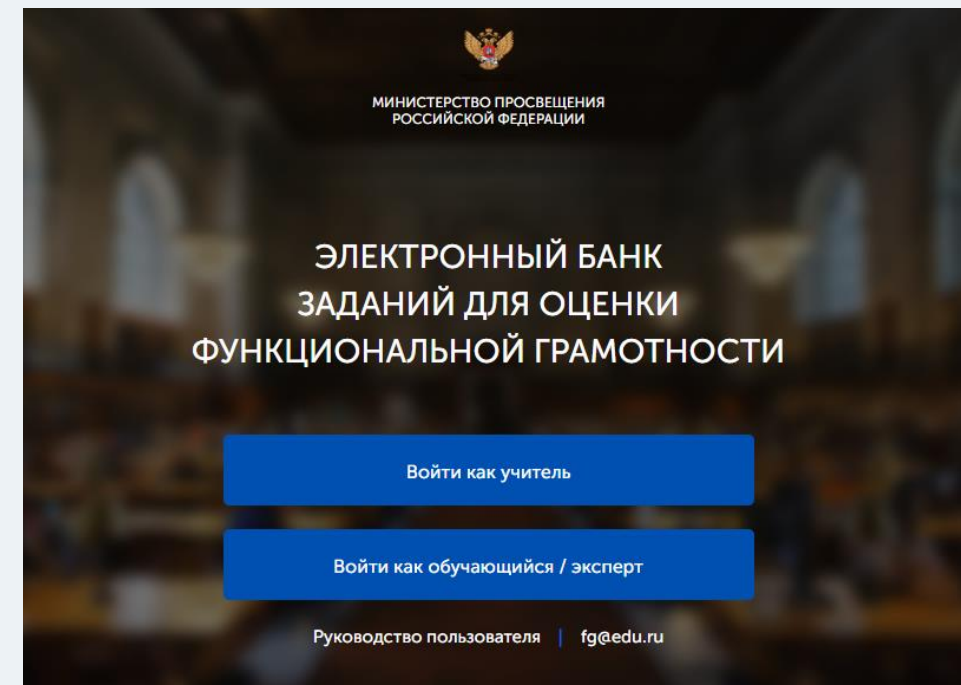 МИНИСТЕРСТВО ПРОСВЕЩЕНИЯ
РОССИЙСКОЙ ФЕДЕРАЦИИ
ЭЛЕКТРОННЫЙ БАНК
ЗАДАНИЙ ДЛЯ ОЦЕНКИ
ФУНКЦИОНАЛЬНОЙ ГРАМОТНОСТИ
Войти как учитель
Войти как обучающийся / эксперт
Руководство пользователя | fg@edu.ru